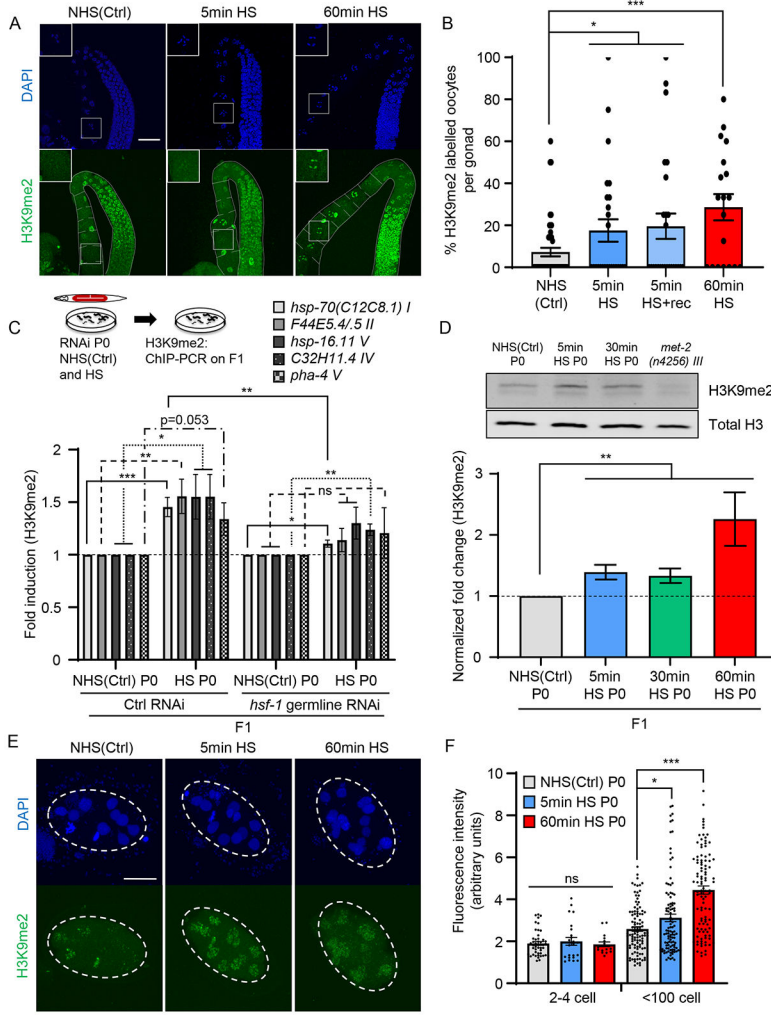 A
NHS(Ctrl)
5min HS
60min HS
DAPI
H3K9me2
B
% H3K9me2 labelled oocytes
per gonad
100
80
60
40
20
0
*
***
NHS
(Ctrl)
5min
HS
5min
HS+rec
60min
HS
C
RNAi P0
NHS(Ctrl)
and HS
H3K9me2:
ChIP-PCR on F1
hsp-70(C12C8.1) I
F44E5.4/.5 II
hsp-16.11 V
C32H11.4 IV
pha-4 V
Fold induction (H3K9me2)
2
1.5
1
0.5
0
**
p=0.053
*
**
***
**
ns
*
NHS(Ctrl) P0
HS P0
NHS(Ctrl) P0
HS P0
Ctrl RNAi
hsf-1 germline RNAi
F1
D
NHS(Ctrl)
P0
5min
HS P0
30min
HS P0
met-2
(n4256) III
H3K9me2
Total H3
Normalized fold change (H3K9me2)
3
2
1
0
**
NHS(Ctrl)
P0
5min
HS P0
30min
HS P0
60min
HS P0
F1
E
NHS(Ctrl)
5min HS
60min HS
DAPI
H3K9me2
F
Fluorescence intensity
(arbitrary units)
10
8
6
4
2
0
NHS(Ctrl) P0
5min HS P0
60min HS P0
ns
*
***
2-4 cell
<100 cell